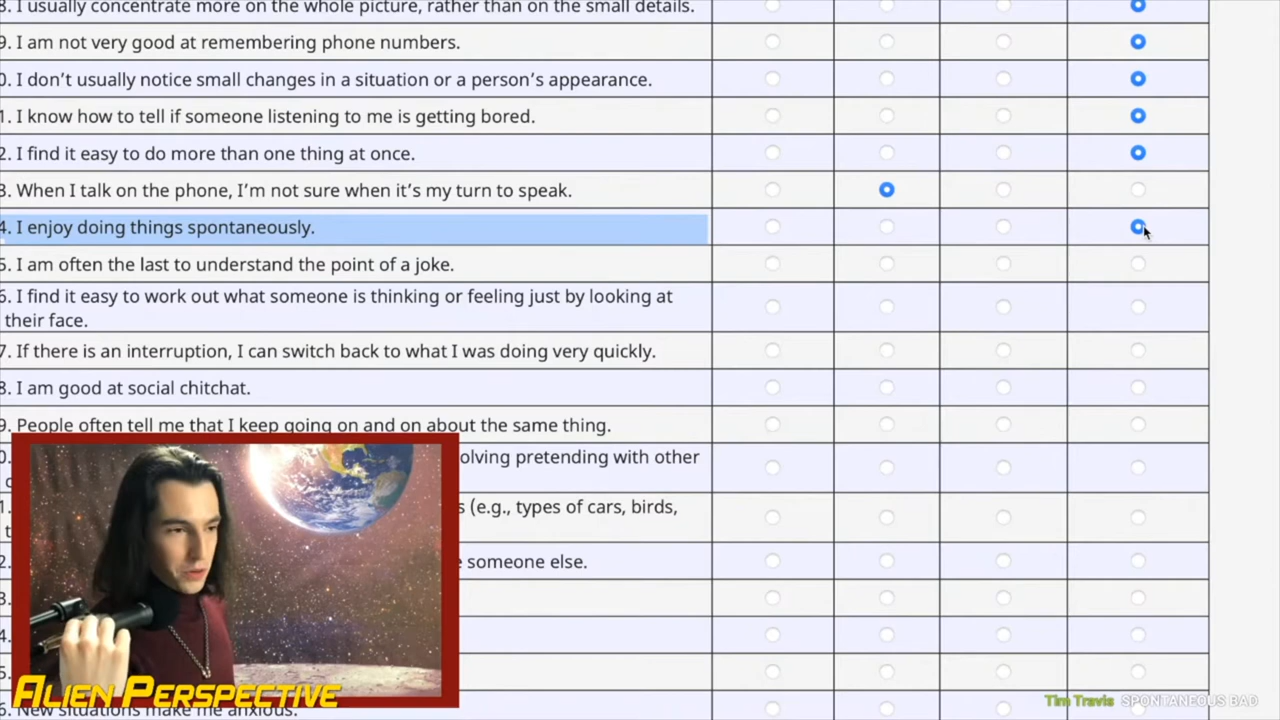 8. I usually concentrate more on the whole picture, rather than on the small details.
9. I am not very good at remembering phone numbers.
0. I don’t usually notice small changes in a situation or a person’s appearance.
1. I know how to tell if someone listening to me is getting bored.
2. I find it easy to do more than one thing at once.
3. When I talk on the phone, I’m not sure when it’s my turn to speak.
4. I enjoy doing things spontaneously.
5. I am often the last to understand the point of a joke.
6. I find it easy to work out what someone is thinking or feeling just by looking at
their face.
7. If there is an interruption, I can switch back to what I was doing very quickly.
8. I am good at social chitchat.
9. People often tell me that I keep going on and on about the same thing.
0. olving pretending with other
1. s (e.g., types of cars, birds,
2. someone else.
3.
4.
5.
6. New situations make me anxious.
ALIEN PERSPECTIVE
Tim Travis SPONTANEOUS BAD